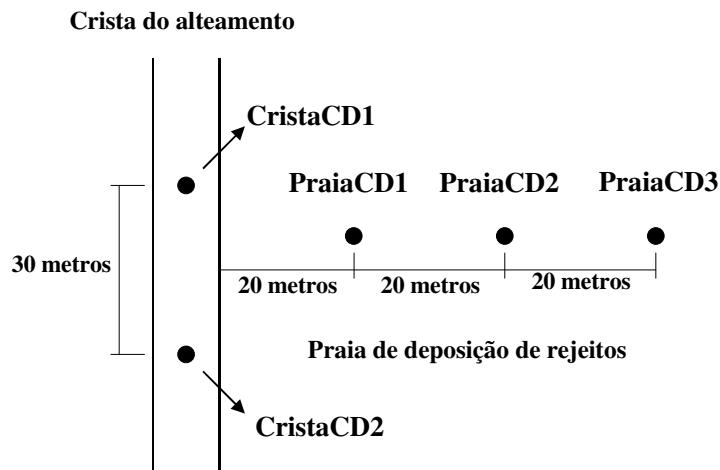 Crista do alteamento
CristaCD1
PraiaCD1
PraiaCD2
PraiaCD3
30 metros
20 metros
20 metros
20 metros
Praia de deposição de rejeitos
CristaCD2